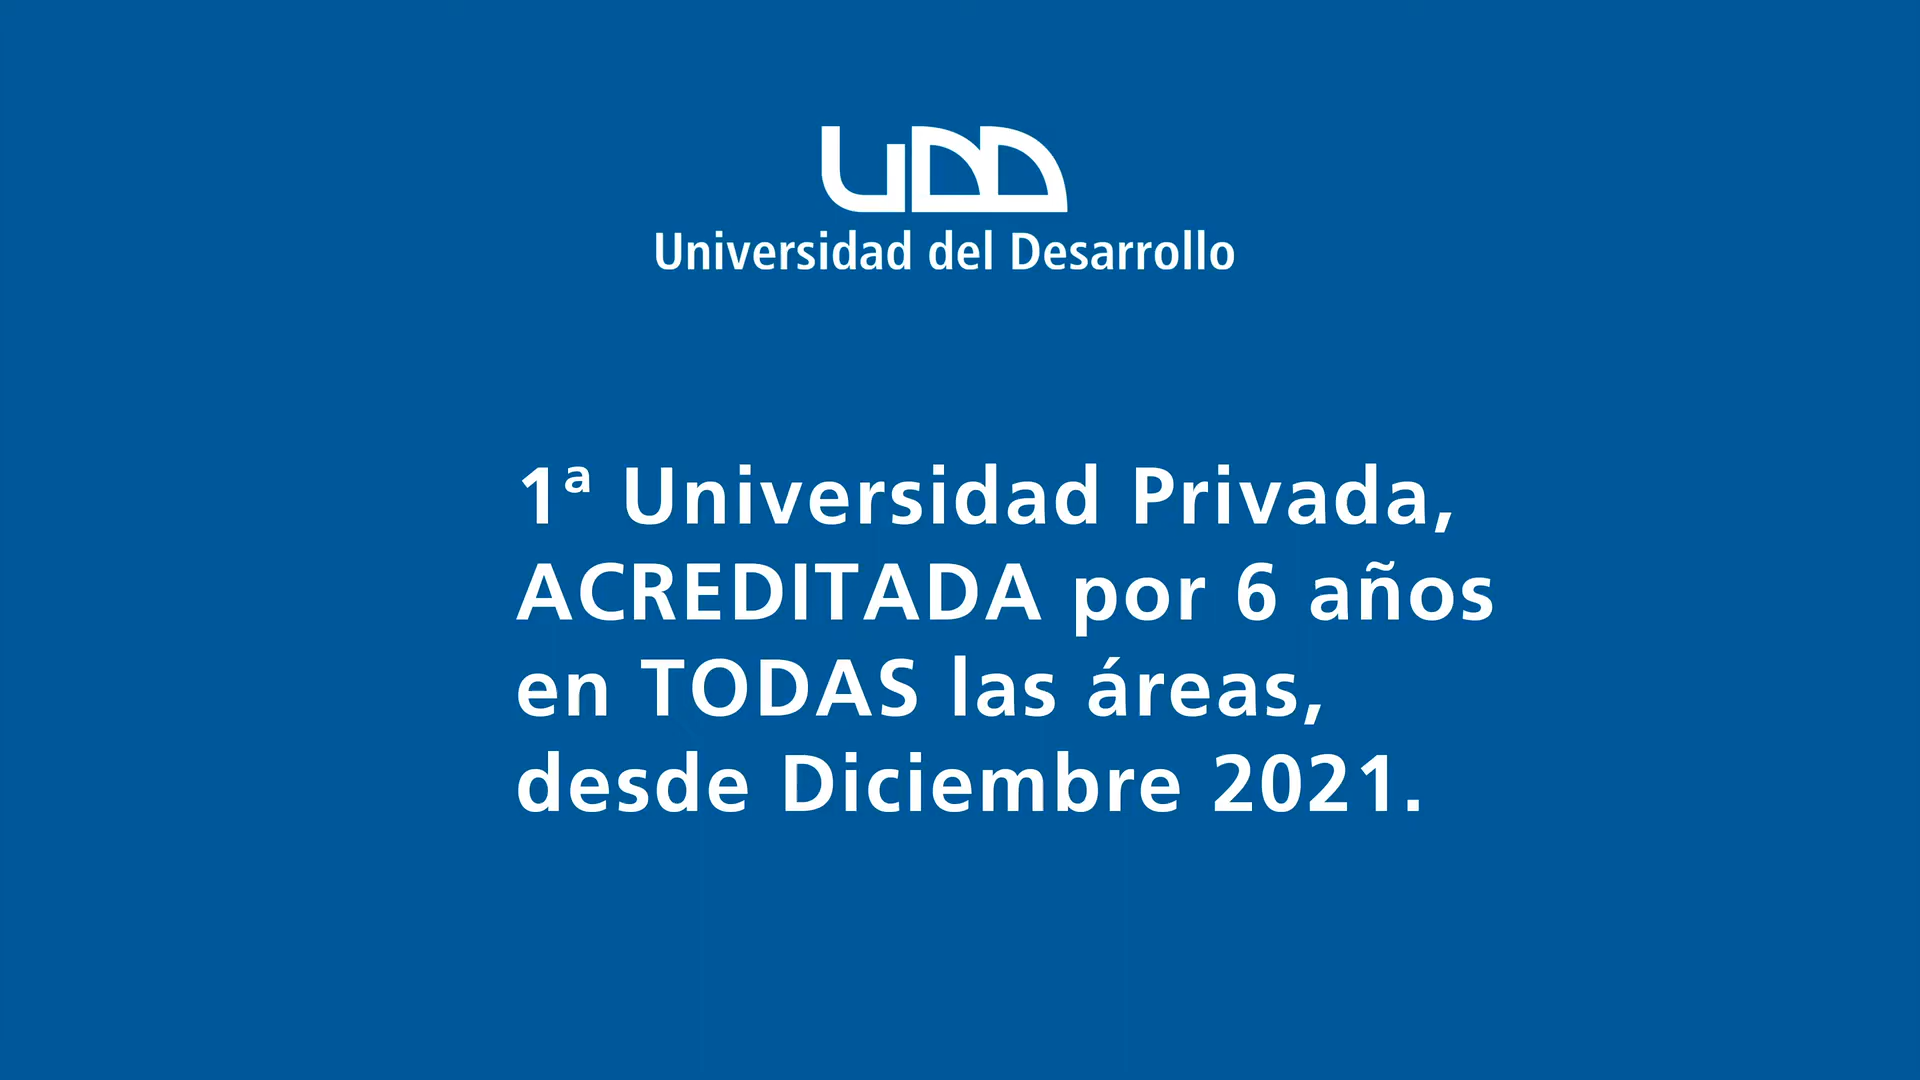 UDD
Universidad del Desarrollo
1ª Universidad Privada,
ACREDITADA por 6 años
en TODAS las áreas,
desde Diciembre 2021.